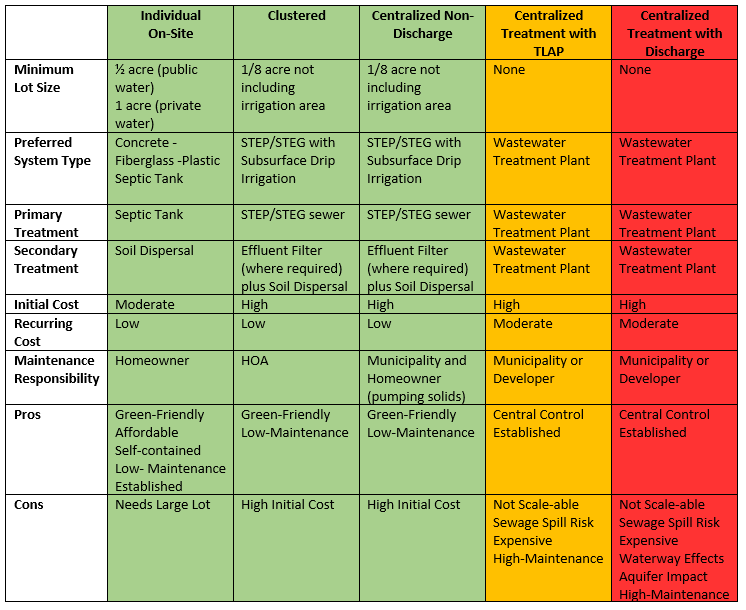 Individual
On-Site
Clustered
Centralized Non-
Discharge
Centralized
Treatment with
TLAP
Centralized
Treatment with
Discharge
Minimum
Lot Size
½ acre (public
water)
1 acre (private
water)
1/8 acre not
including
irrigation area
1/8 acre not
including
irrigation area
None
None
Preferred
System Type
Concrete -
Fiberglass -Plastic
Septic Tank
STEP/STEG with
Subsurface Drip
Irrigation
STEP/STEG with
Subsurface Drip
Irrigation
Wastewater
Treatment Plant
Wastewater
Treatment Plant
Primary
Treatment
Septic Tank
STEP/STEG sewer
STEP/STEG sewer
Wastewater
Treatment Plant
Wastewater
Treatment Plant
Secondary
Treatment
Soil Dispersal
Effluent Filter
(where required)
plus Soil Dispersal
Effluent Filter
(where required)
plus Soil Dispersal
Wastewater
Treatment Plant
Wastewater
Treatment Plant
Initial Cost
Moderate
High
High
High
High
Recurring
Cost
Low
Low
Low
Moderate
Moderate
Maintenance
Responsibility
Homeowner
HOA
Municipality and
Homeowner
(pumping solids)
Municipality or
Developer
Municipality or
Developer
Pros
Green-Friendly
Affordable
Self-contained
Low- Maintenance
Established
Green-Friendly
Low-Maintenance
Green-Friendly
Low-Maintenance
Central Control
Established
Central Control
Established
Cons
Needs Large Lot
High Initial Cost
High Initial Cost
Not Scale-able
Sewage Spill Risk
Expensive
High-Maintenance
Not Scale-able
Sewage Spill Risk
Expensive
Waterway Effects
Aquifer Impact
High-Maintenance